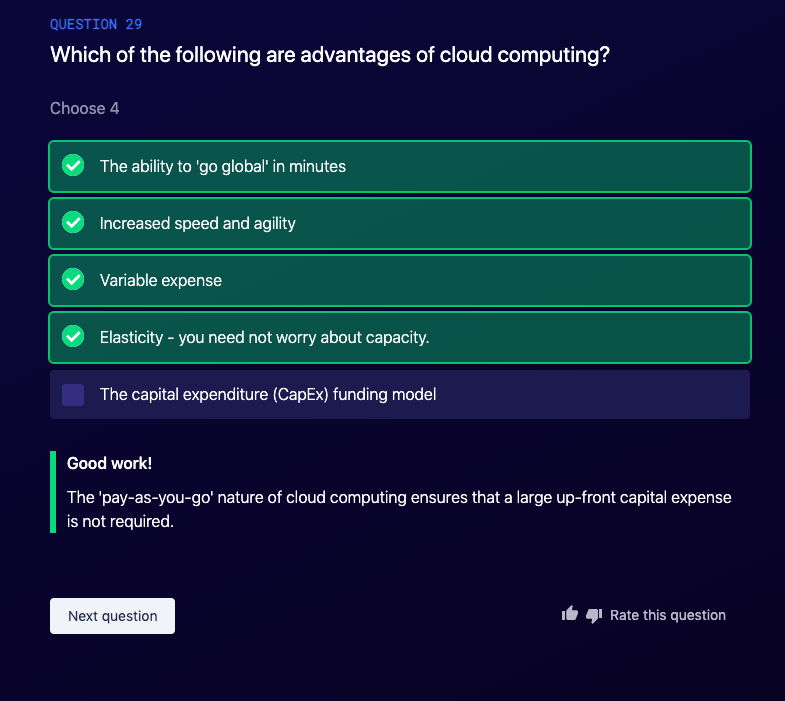 QUESTION 29
Which of the following are advantages of cloud computing?
Choose 4
The ability to 'go global' in minutes
Increased speed and agility
Variable expense
Elasticity - you need not worry about capacity.
The capital expenditure (CapEx) funding model
Good work!
The 'pay-as-you-go' nature of cloud computing ensures that a large up-front capital expense
is not required.
Next question
Rate this question